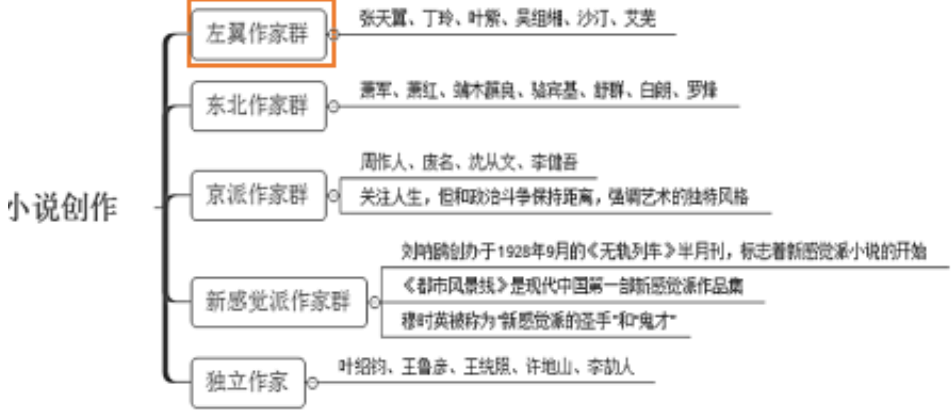 小说创作
左翼作家群
张天翼、丁玲、叶紫、吴组缃、沙汀、艾芜
东北作家群
萧军、萧红、端木蕻良、骆宾基、舒群、白朗、罗烽
京派作家群
周作人、废名、沈从文、李健吾
关注人生，但和政治斗争保持距离，强调艺术的独特风格
新感觉派作家群
刘呐鸥创办于1928年9月的《无轨列车》半月刊，标志着新感觉派小说的开始
《都市风景线》是现代中国第一部新感觉派作品集
穆时英被称为“新感觉派的圣手”和“鬼才”
独立作家
叶绍钧、王鲁彦、王统照、许地山、李劼人